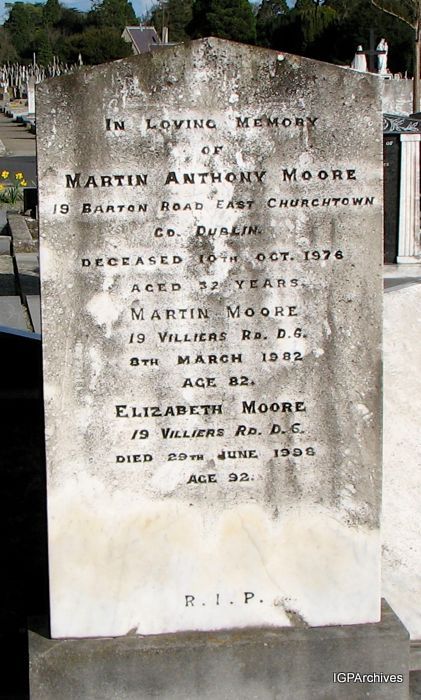 In Loving Memory
of
Martin Anthony Moore
19 Barton Road East Churchtown
Co. Dublin.
deceased 10th Oct. 1976
aged 32 years.
Martin Moore
19 Villiers Rd. D.6.
8th March 1982
age 82.
Elizabeth Moore
19 Villiers Rd. D.6.
died 29th June 1998
age 92.
R.I.P.
IGPArchives